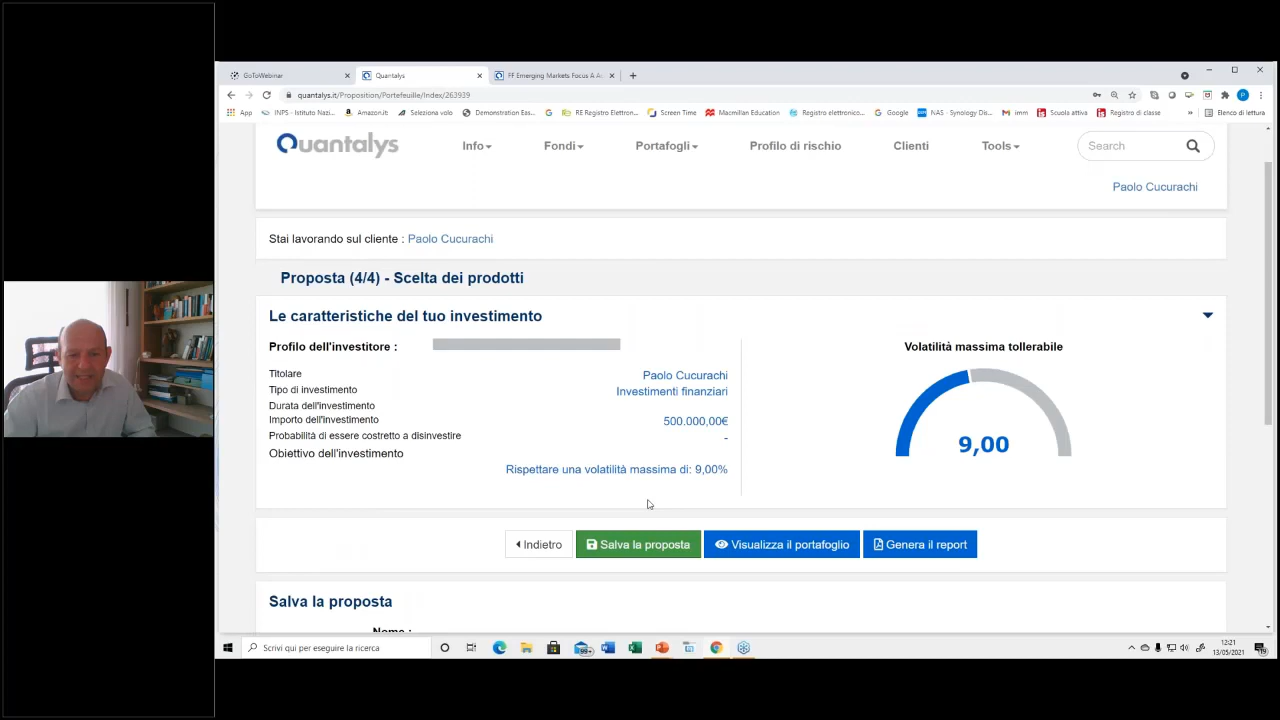 GoToWebinar
Quantalys
FF Emerging Markets Focus A A
quantalys.it/Proposition/Portefeuille/Index/263939
App
INPS - Istituto Nazi...
Amazon.it
Seleziona volo
Demonstration Eas...
RE Registro Elettron...
Screen Time
Macmillan Education
Registro elettronico...
Google
NAS - Synology Dis...
imm
Scuola attiva
Registro di classe
»
Elenco di lettura
Quantalys
Info
Fondi
Portafogli
Profilo di rischio
Clienti
Tools
Search
Paolo Cucurachi
Stai lavorando sul cliente : Paolo Cucurachi
Proposta (4/4) - Scelta dei prodotti
Le caratteristiche del tuo investimento
Profilo dell'investitore :
Volatilità massima tollerabile
Titolare Paolo Cucurachi
Tipo di investimento Investimenti finanziari
Durata dell'investimento
Importo dell'investimento 500.000,00€
Probabilità di essere costretto a disinvestire -
Obiettivo dell'investimento
Rispettare una volatilità massima di: 9,00%
9,00
Indietro
Salva la proposta
Visualizza il portafoglio
Genera il report
Salva la proposta
Nome :
Scrivi qui per eseguire la ricerca
99+
12:21
13/05/2021